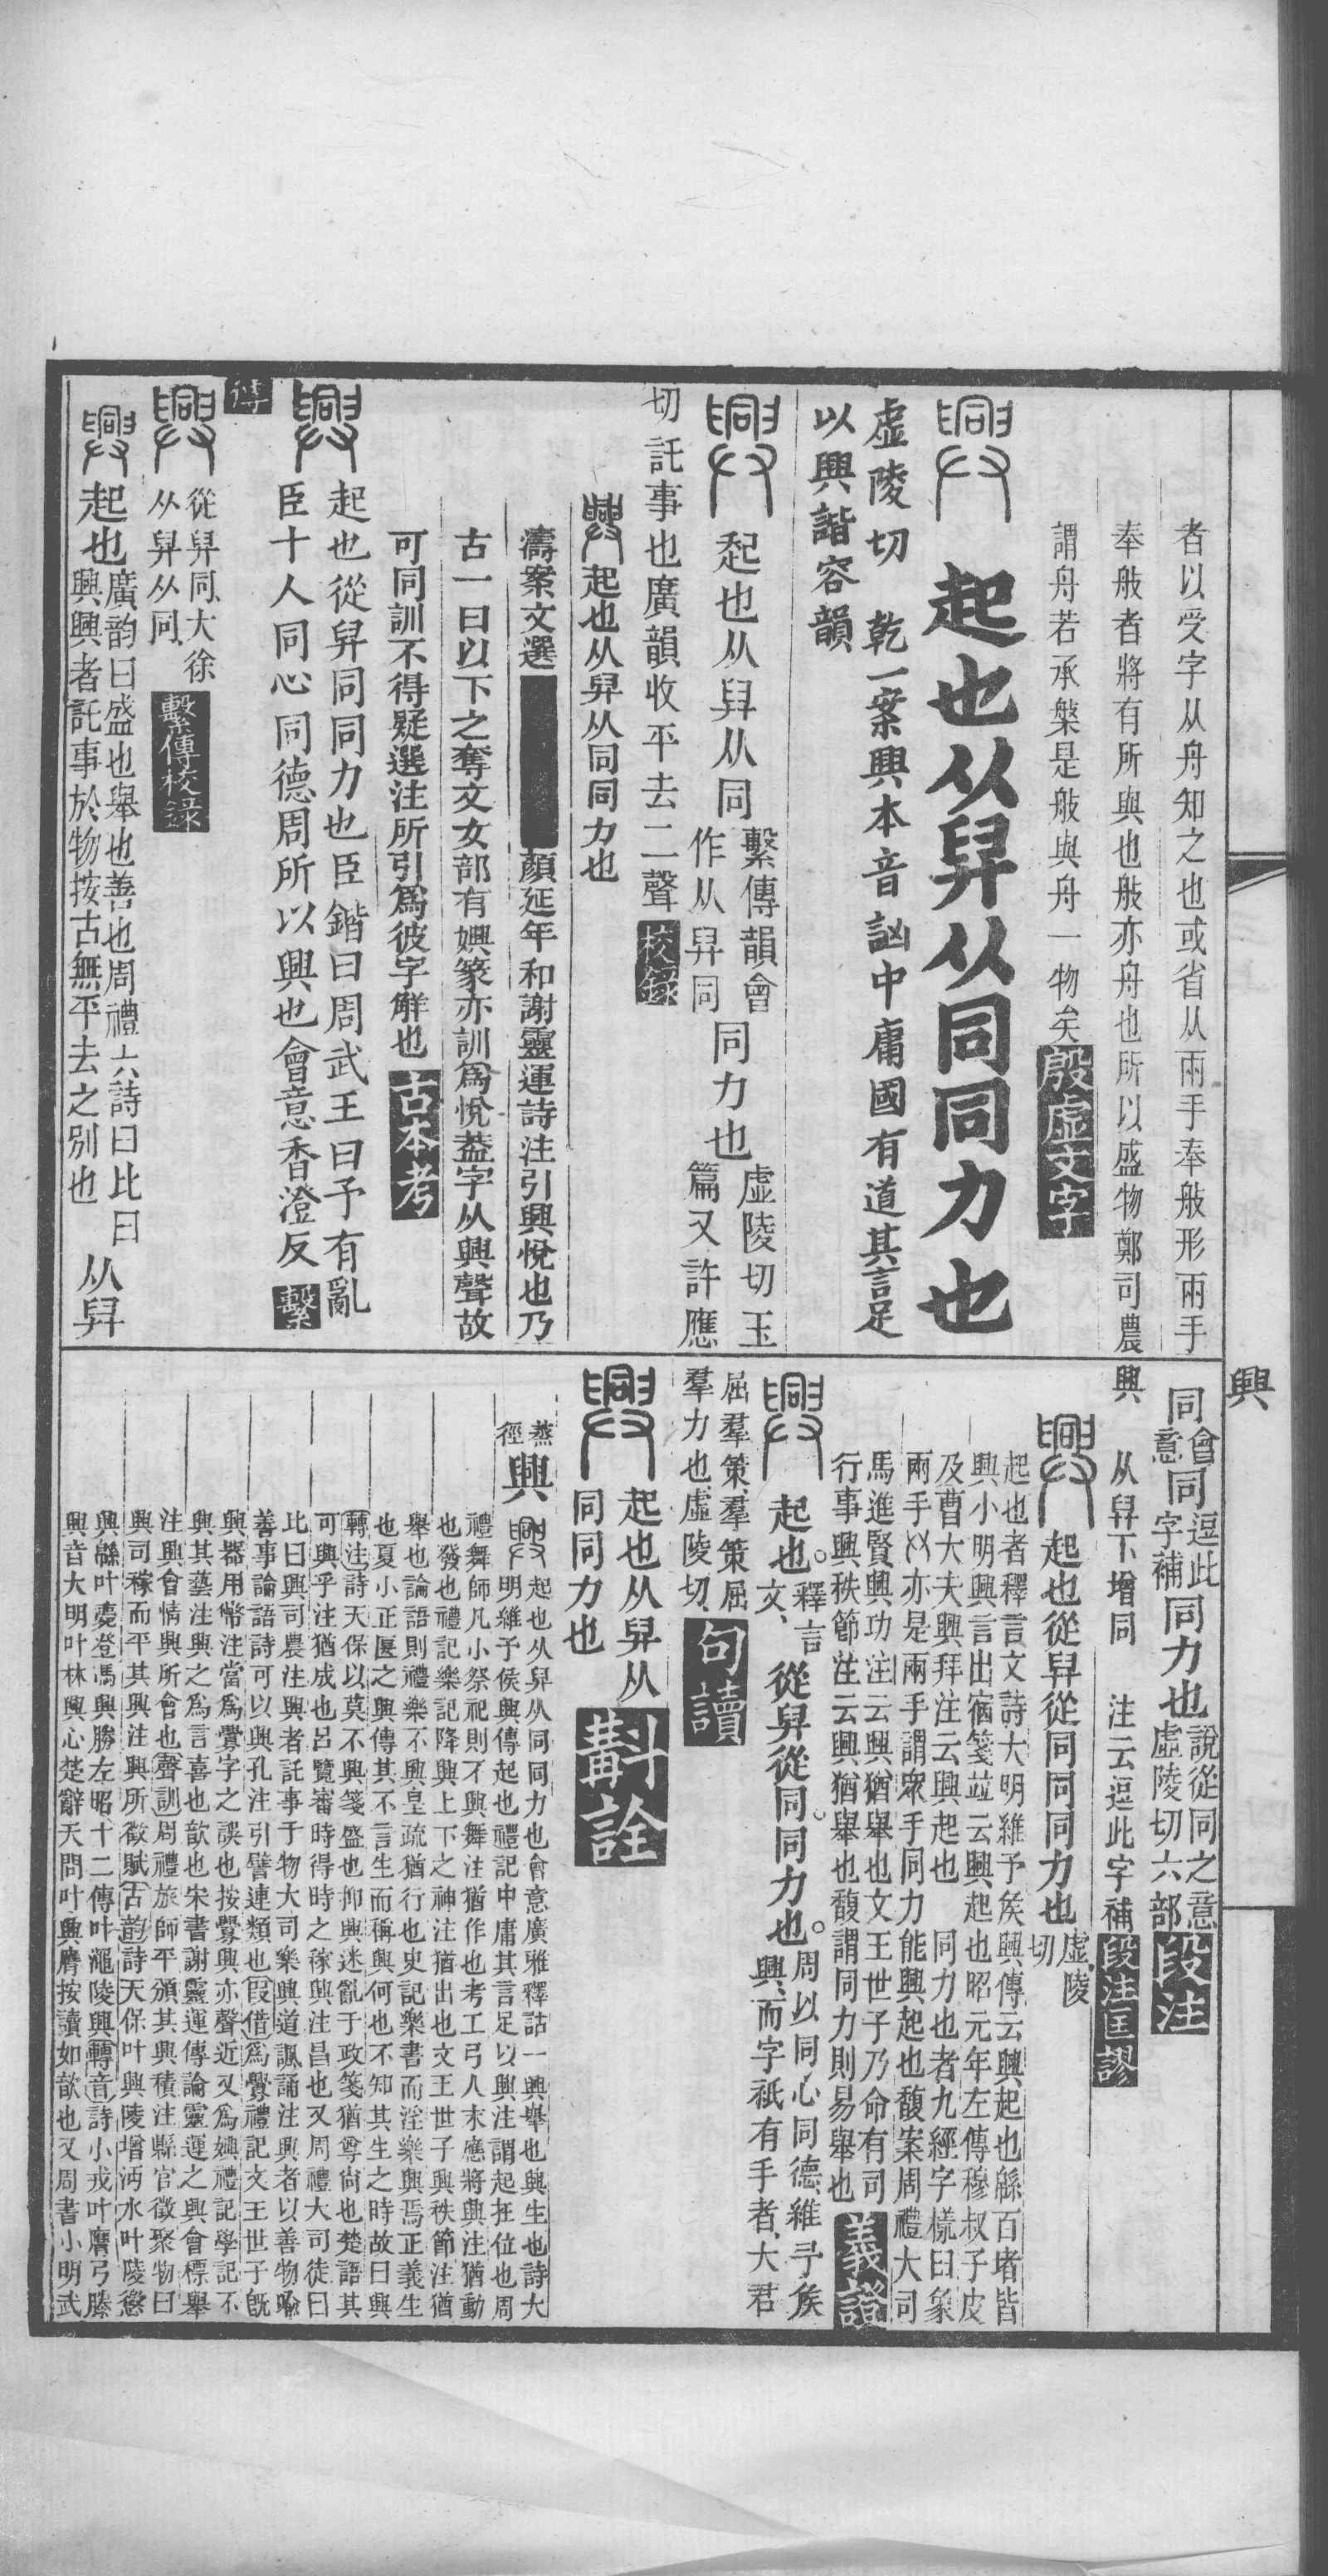 興
者以受字从舟知之也或省从兩手奉般形兩手
奉般者將有所與也般亦舟也所以盛物鄭司農
謂舟若承槃是般與舟一物矣殷虛文字
起也从舁从同同力也
虛陵切 乾一案興本音訩中庸國有道其言足
以興諧容韻
起也从舁从同
繫傳韻會
作从舁同
同力也
虛陵切玉
篇又許應
切託事也廣韻收平去二聲校錄
起也从舁从同同力也
濤案文選
顏延年和謝靈運詩注引興悅也乃
古一曰以下之奪文女部有嬹篆亦訓為悅葢字从興聲故
可同訓不得疑選注所引為彼字解也古本考
起也從舁同同力也臣鍇曰周武王曰予有亂
臣十人同心同德周所以興也會意香澄反繫
傳
從舁同大徐
从舁从同
繫傳校錄
起也
廣韵曰盛也舉也善也周禮六詩曰比曰
興興者託事於物按古無平去之別也
从舁
同
會
意
同
逗此
字補
同力也
說從同之意
虛陵切六部
段注
興 从舁下增同 注云逗此字補段注匡謬
起也從舁從同同力也
虛陵
切
起也者釋言文詩大明維予矦興傳云興起也緜百堵皆
興小明興言出宿箋竝云興起也昭元年左傳穆叔子皮
及曹大夫興拜注云興起也 同力也者九經字樣曰象
兩手 亦是兩手謂衆手同力能興起也馥案周禮大司
馬進賢興功注云興猶舉也文王世子乃命有司
行事興秩節注云興猶舉也馥謂同力則易舉也義證
起也。
釋言
文、
從舁從同。同力也。
周以同心同德維予矦
興、而字祇有手者、大君
屈羣策、羣策屈
羣力也、虛陵切、
句讀
起也从舁从
同同力也
斠詮
蒸
徑
興
起也从舁从同同力也會意廣雅釋詁一興舉也興生也詩大
明維予侯興傳起也禮記中庸其言足以興注謂起在位也周
禮舞師凡小祭祀則不興舞注猶作也考工弓人末應將興注猶動
也發也禮記樂記降興上下之神注猶出也文王世子興秩節注猶
舉也論語則禮樂不興皇疏猶行也史記樂書而淫樂興焉正義生
也夏小正匽之興傳其不言生而稱興何也不知其生之時故曰興
轉注詩天保以莫不興箋盛也抑興迷亂于政箋猶尊尚也楚語其
可興乎注猶成也呂覽審時得時之稼興注昌也又周禮大司徒曰
比曰興司農注興者託事于物大司樂興道諷誦注興者以善物喻
善事論語詩可以興孔注引譬連類也假借為釁禮記文王世子旣
興器用幣注當為釁字之誤也按釁興亦聲近又為嬹禮記學記不
興其藝注興之為言喜也歆也宋書謝靈運傳論靈運之興會標舉
注興會情興所會也聲訓周禮旅師平頒其興積注縣官徵聚物曰
興司稼而平其興注興所徵賦古韵詩天保叶興陵增沔水叶陵懲
興緜叶薨登馮興勝左昭十二傳叶澠陵興轉音詩小戎叶膺弓縢
興音大明叶林興心楚辭天問叶興膺按讀如歆也又周書小明武